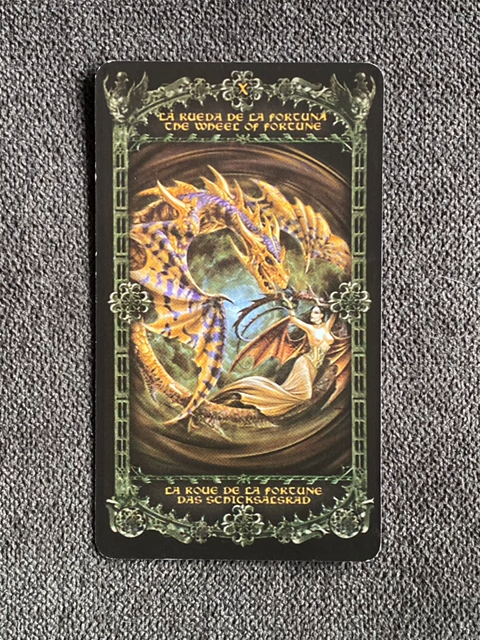 X
LA RUEDA DE LA FORTUNA
THE WHEEL OF FORTUNE
LA ROUE DE LA FORTUNE
DAS SCHICKSALSRAD